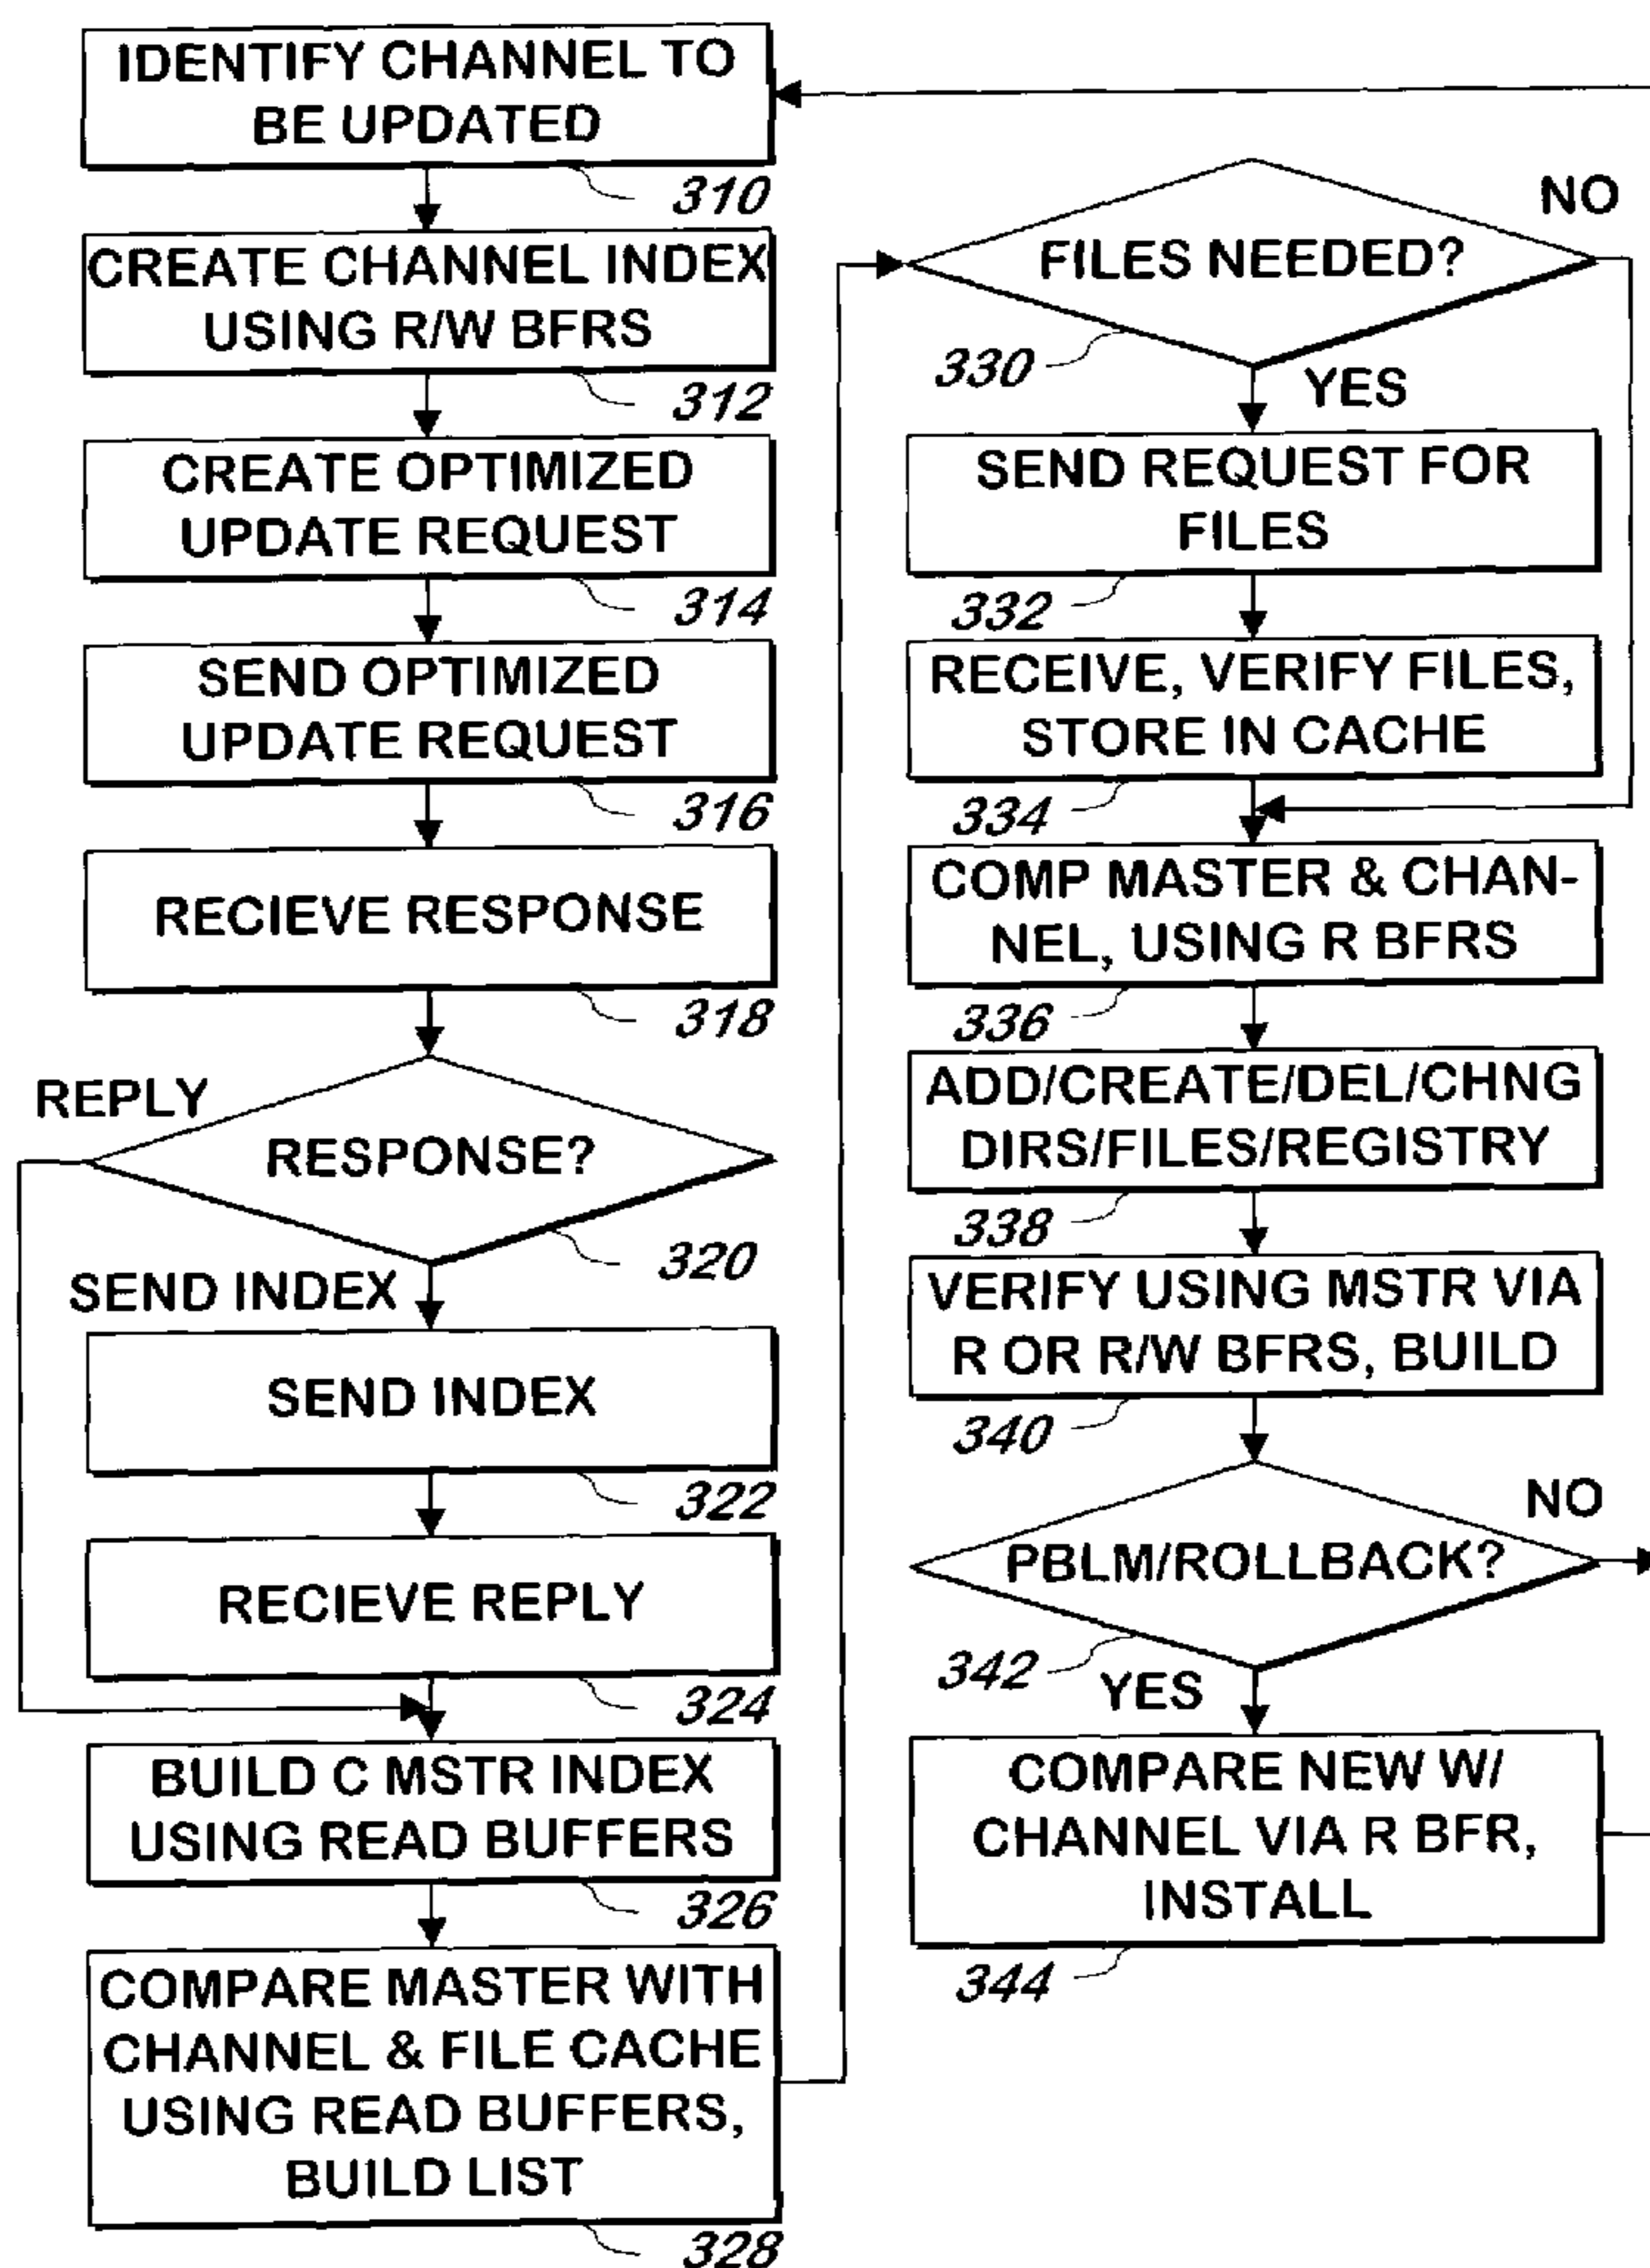 IDENTIFY CHANNEL TO
BE UPDATED
310
CREATE CHANNEL INDEX
USING R/W BFRS
312
CREATE OPTIMIZED
UPDATE REQUEST
314
SEND OPTIMIZED
UPDATE REQUEST
316
RECIEVE RESPONSE
318
REPLY
RESPONSE?
320
SEND INDEX
SEND INDEX
322
RECIEVE REPLY
324
BUILD C MSTR INDEX
USING READ BUFFERS
326
COMPARE MASTER WITH
CHANNEL & FILE CACHE
USING READ BUFFERS,
BUILD LIST
328
NO
FILES NEEDED?
330
YES
SEND REQUEST FOR
FILES
332
RECEIVE, VERIFY FILES,
STORE IN CACHE
334
COMP MASTER & CHAN-
NEL, USING R BFRS
336
ADD/CREATE/DEL/CHNG
DIRS/FILES/REGISTRY
338
VERIFY USING MSTR VIA
R OR R/W BFRS, BUILD
340
NO
PBLM/ROLLBACK?
342
YES
COMPARE NEW W/
CHANNEL VIA R BFR,
INSTALL
344